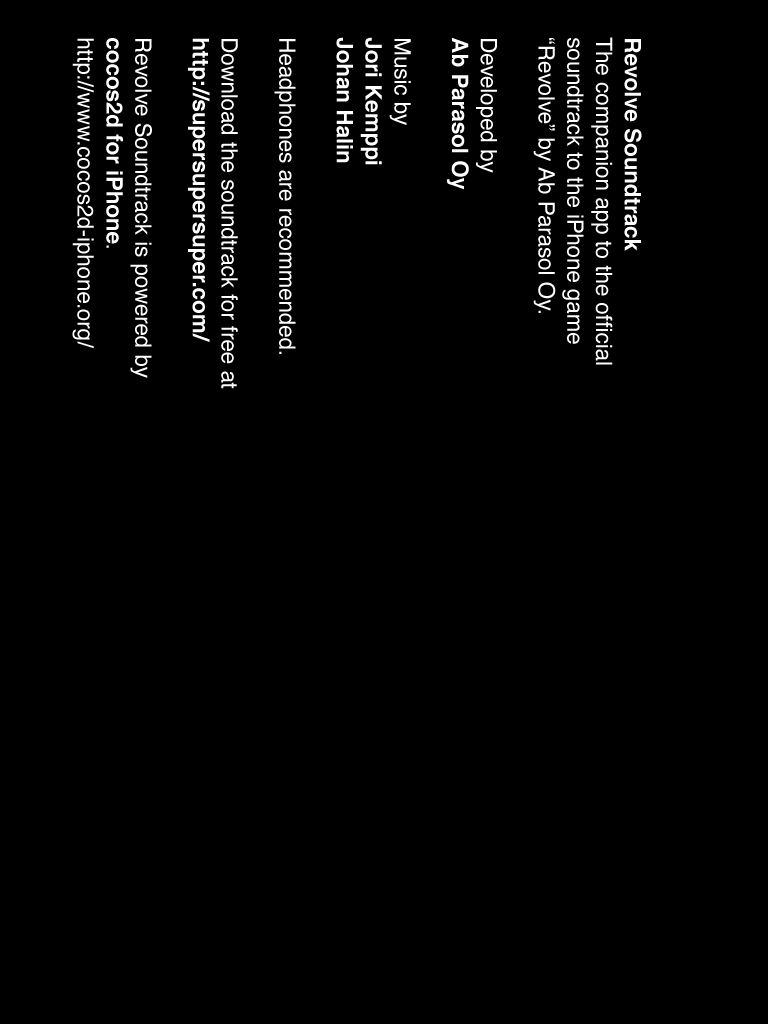 Revolve Soundtrack
The companion app to the official
soundtrack to the iPhone game
“Revolve” by Ab Parasol Oy.
Developed by
Ab Parasol Oy
Music by
Jori Kemppi
Johan Halin
Headphones are recommended.
Download the soundtrack for free at
http://supersupersuper.com/
Revolve Soundtrack is powered by
cocos2d for iPhone.
http://www.cocos2d-iphone.org/